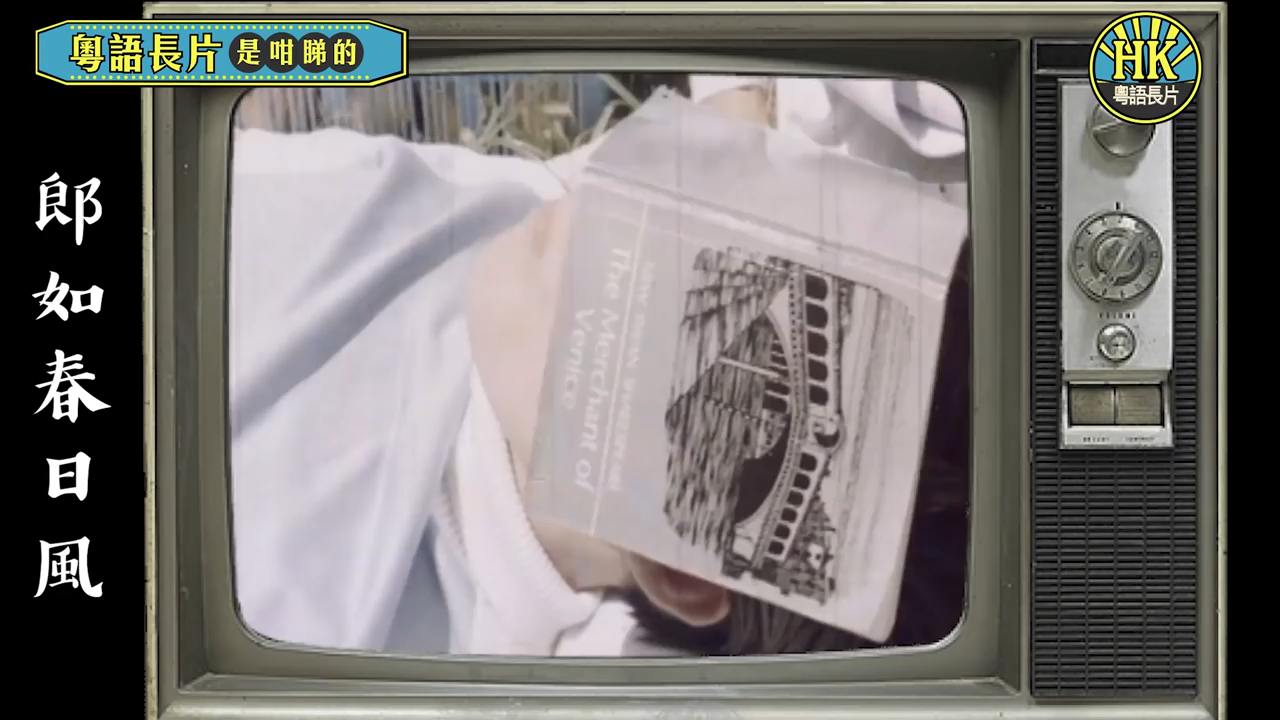 粵語長片是咁睇的
HK
粵語長片
郎如春日風
The Merchant of
Venice
VOLUME